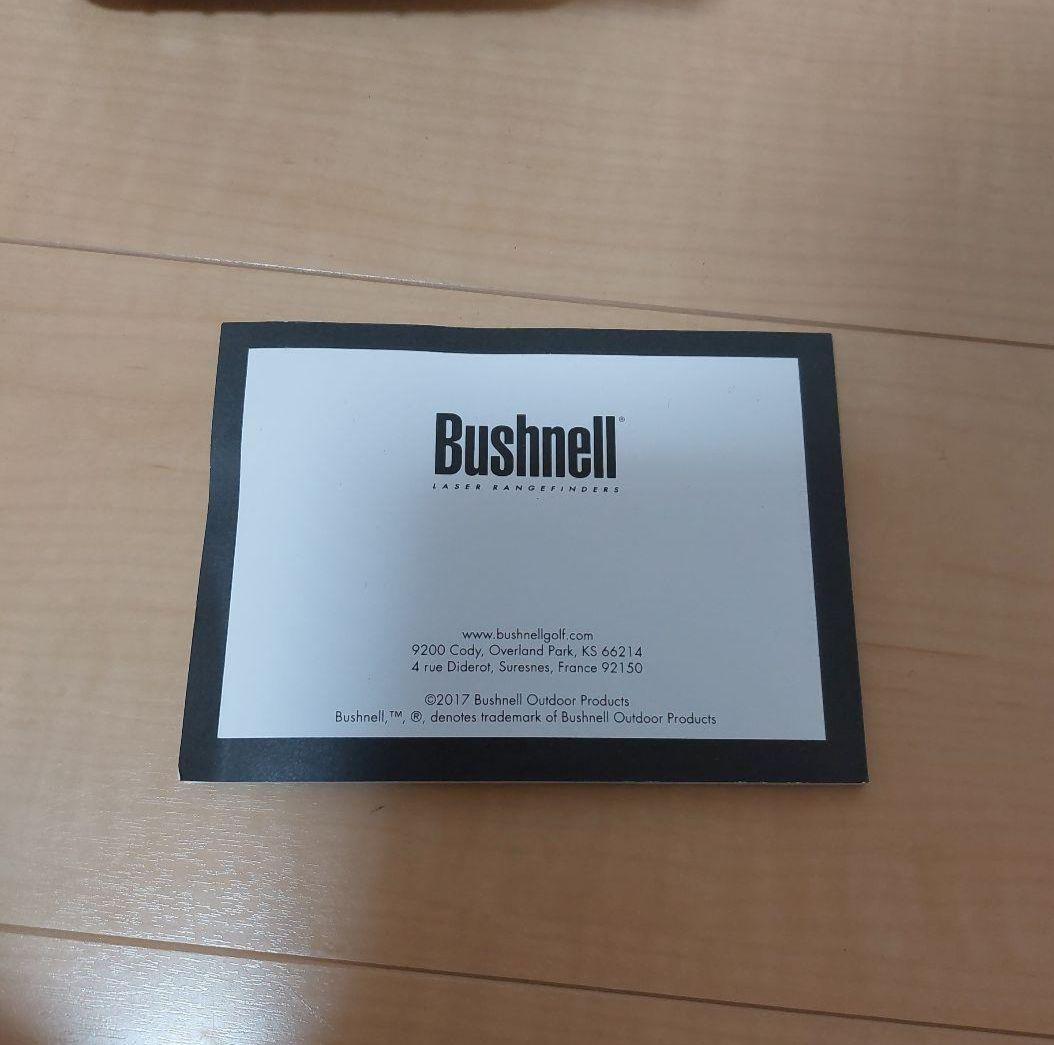 Bushnell®
LASER RANGEFINDERS
www.bushnellgolf.com
9200 Cody, Overland Park, KS 66214
4 rue Diderot, Suresnes, France 92150
©2017 Bushnell Outdoor Products
Bushnell,™, ®, denotes trademark of Bushnell Outdoor Products